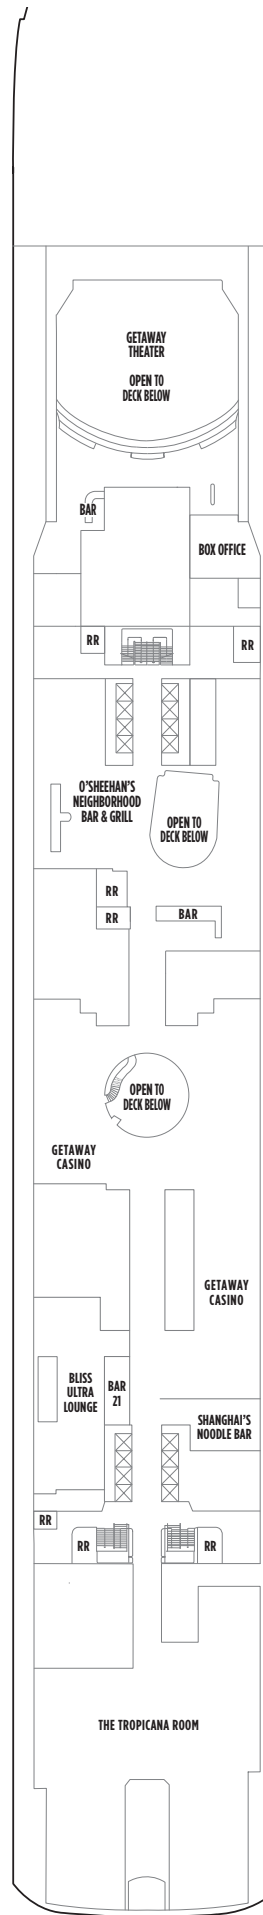 GETAWAY
THEATER
OPEN TO
DECK BELOW
BAR
BOX OFFICE
RR
RR
O'SHEEHAN'S
NEIGHBORHOOD
BAR & GRILL
OPEN TO
DECK BELOW
RR
RR
BAR
OPEN TO
DECK BELOW
GETAWAY
CASINO
GETAWAY
CASINO
BLISS
ULTRA
LOUNGE
BAR
21
SHANGHAI'S
NOODLE BAR
RR
RR
RR
THE TROPICANA ROOM